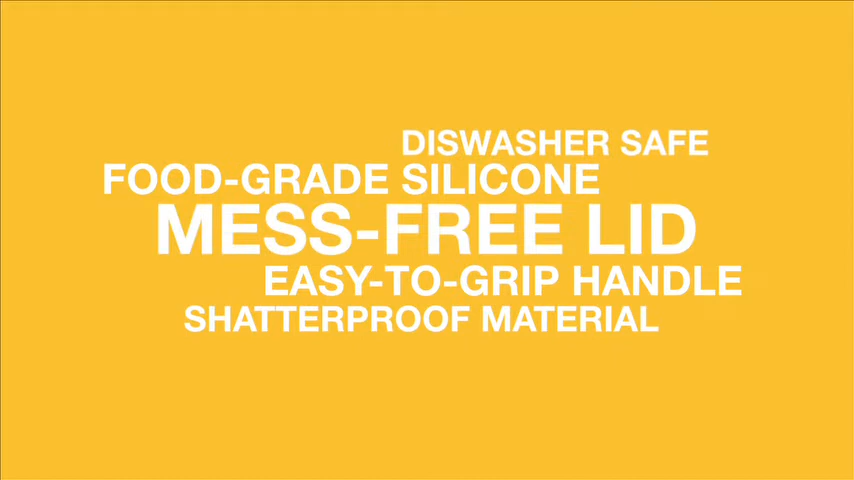 DISWASHER SAFE
FOOD-GRADE SILICONE
MESS-FREE LID
EASY-TO-GRIP HANDLE
SHATTERPROOF MATERIAL